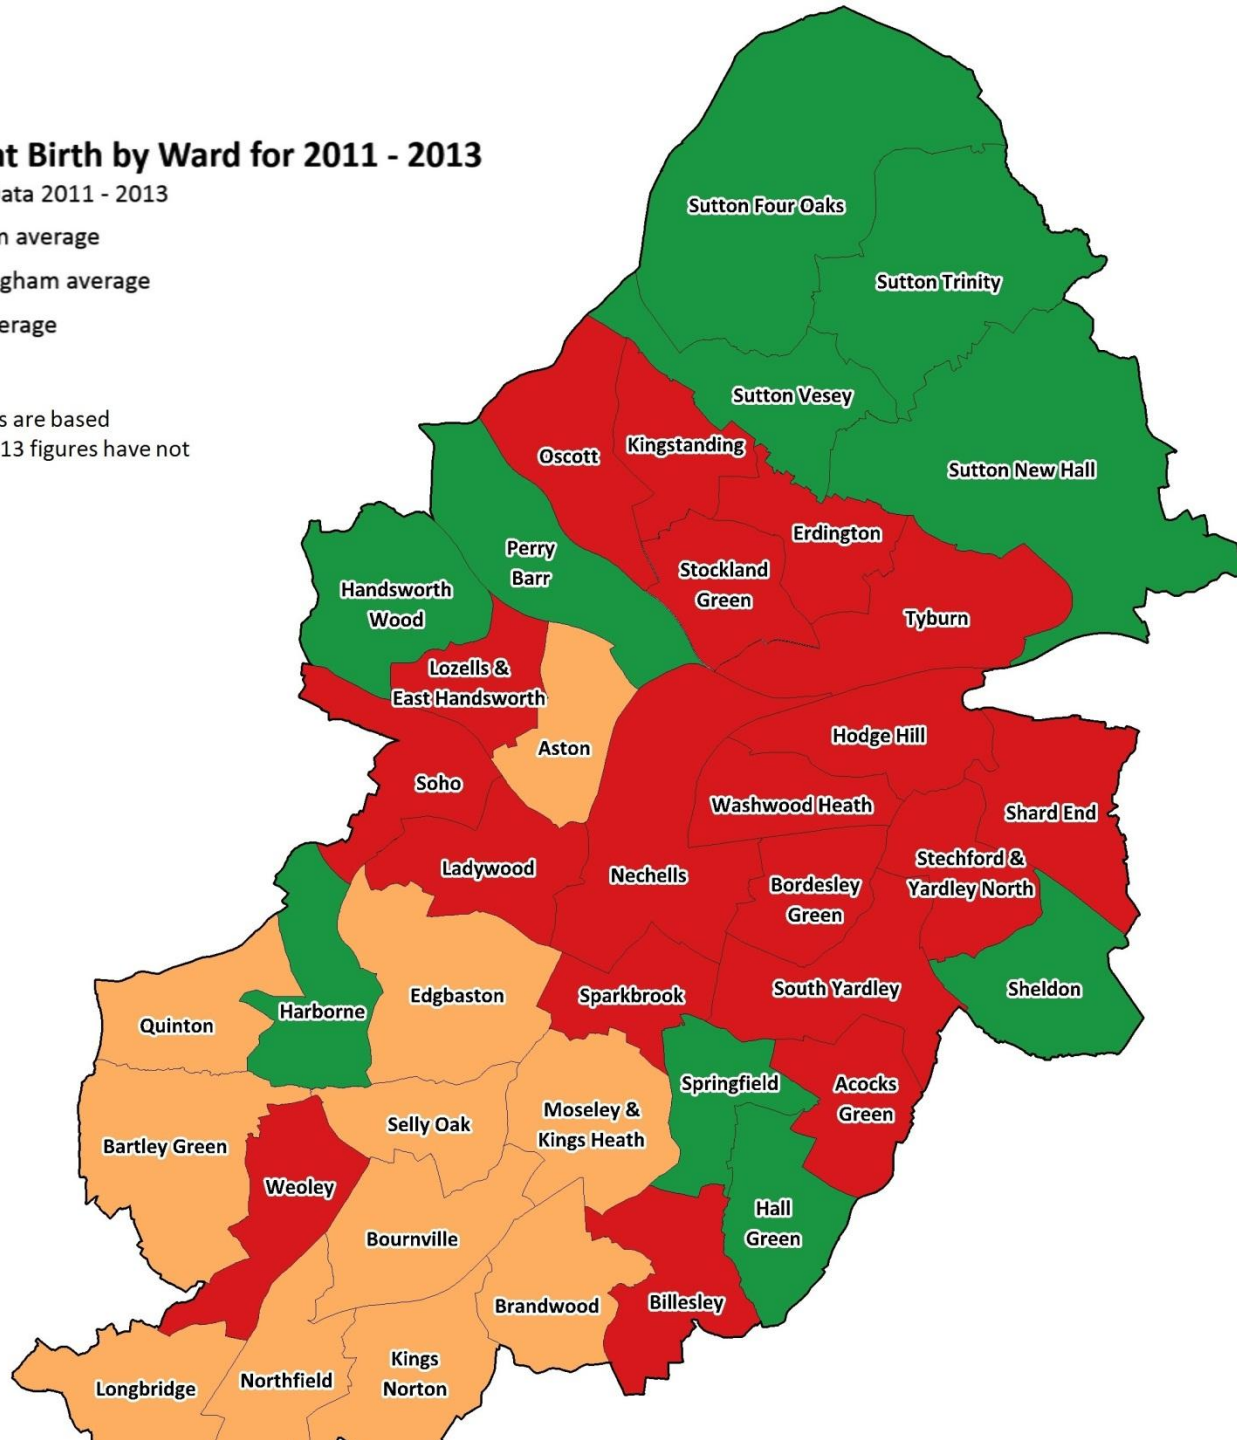 t Birth by Ward for 2011 - 2013
ata 2011 - 2013
average
gham average
erage
s are based
13 figures have not
Sutton Four Oaks
Sutton Trinity
Sutton Vesey
Kingstanding
Oscott
Sutton New Hall
Erdington
Perry
Barr
Stockland
Green
Handsworth
Wood
Tyburn
Lozells &
East Handsworth
Hodge Hill
Aston
Soho
Washwood Heath
Shard End
Stechford &
Yardley North
Ladywood
Nechells
Bordesley
Green
South Yardley
Sheldon
Edgbaston
Sparkbrook
Harborne
Quinton
Springfield
Acocks
Green
Moseley &
Kings Heath
Selly Oak
Bartley Green
Weoley
Hall
Green
Bournville
Billesley
Brandwood
Kings
Norton
Northfield
Longbridge